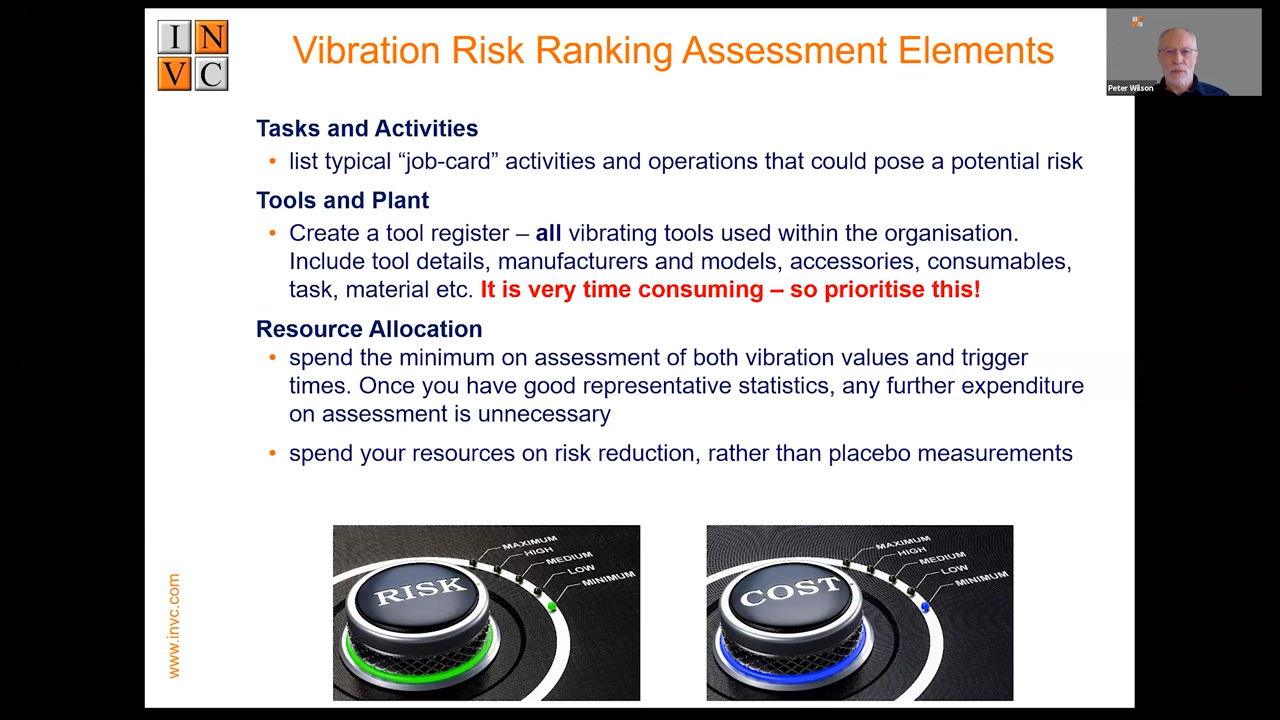 I N
V C
Vibration Risk Ranking Assessment Elements
Peter Wilson
Tasks and Activities
• list typical “job-card” activities and operations that could pose a potential risk
Tools and Plant
• Create a tool register – all vibrating tools used within the organisation.
Include tool details, manufacturers and models, accessories, consumables,
task, material etc. It is very time consuming – so prioritise this!
Resource Allocation
• spend the minimum on assessment of both vibration values and trigger
times. Once you have good representative statistics, any further expenditure
on assessment is unnecessary
• spend your resources on risk reduction, rather than placebo measurements
RISK
MAXIMUM
HIGH
MEDIUM
LOW
MINIMUM
COST
MAXIMUM
HIGH
MEDIUM
LOW
MINIMUM
www.invc.com